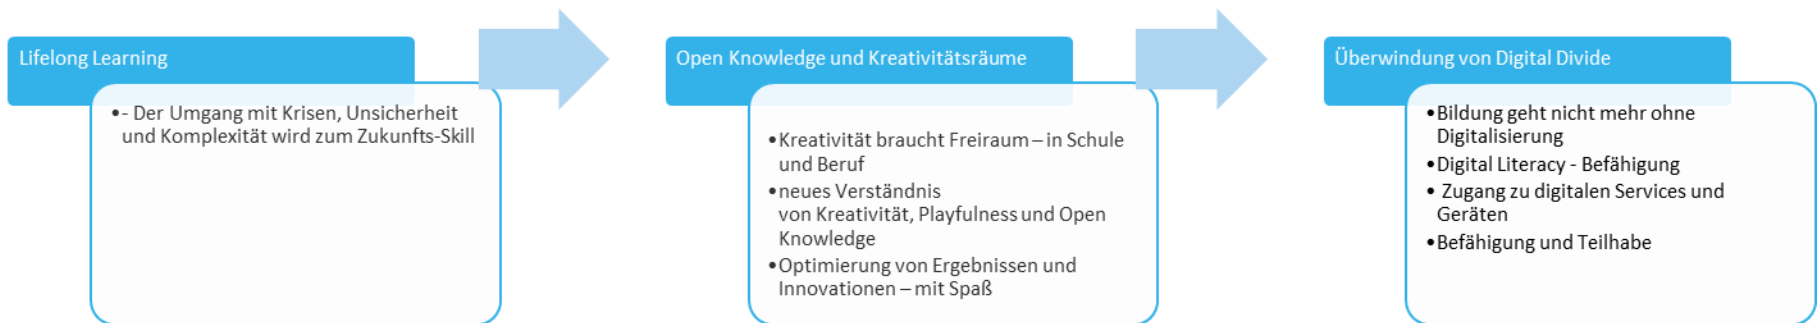 Lifelong Learning
•- Der Umgang mit Krisen, Unsicherheit
und Komplexität wird zum Zukunfts-Skill
Open Knowledge und Kreativitätsräume
•Kreativität braucht Freiraum – in Schule
und Beruf
•neues Verständnis
von Kreativität, Playfulness und Open
Knowledge
•Optimierung von Ergebnissen und
Innovationen – mit Spaß
Überwindung von Digital Divide
•Bildung geht nicht mehr ohne
Digitalisierung
•Digital Literacy - Befähigung
• Zugang zu digitalen Services und
Geräten
•Befähigung und Teilhabe